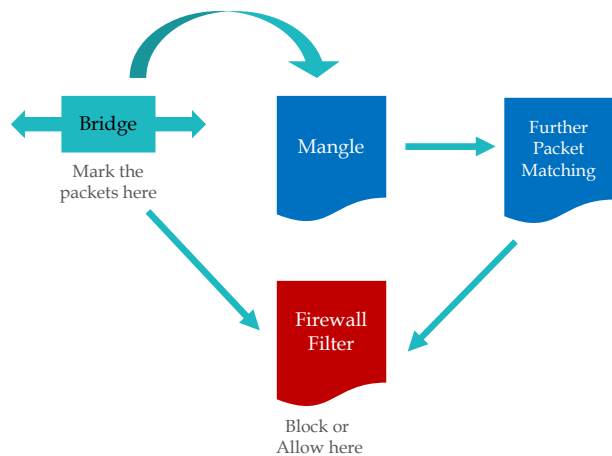 Bridge
Mark the
packets here
Mangle
Further
Packet
Matching
Firewall
Filter
Block or
Allow here